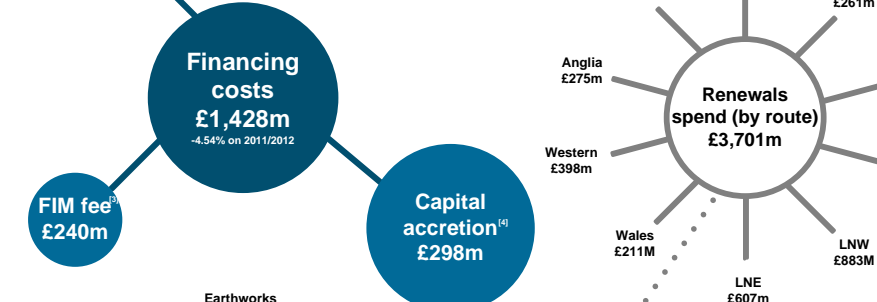 £261m
Financing
costs
£1,428m
-4.54% on 2011/2012
Anglia
£275m
Renewals
spend (by route)
£3,701m
Western
£398m
FIM fee[3]
£240m
Capital
accretion[4]
£298m
Wales
£211M
LNW
£883M
LNE
£607m
Earthworks